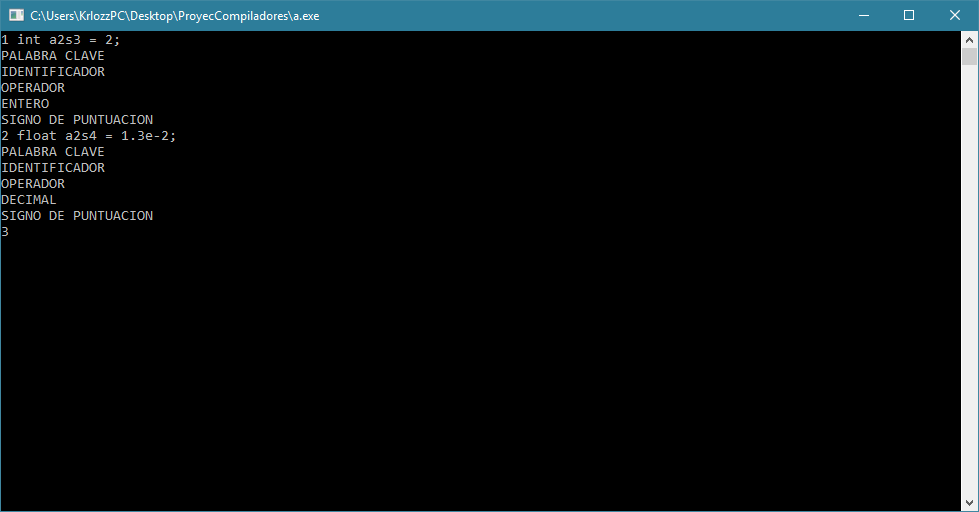 C:\Users\KrlozzPC\Desktop\ProyecCompiladores\a.exe
1 int a2s3 = 2;
PALABRA CLAVE
IDENTIFICADOR
OPERADOR
ENTERO
SIGNO DE PUNTUACION
2 float a2s4 = 1.3e-2;
PALABRA CLAVE
IDENTIFICADOR
OPERADOR
DECIMAL
SIGNO DE PUNTUACION
3